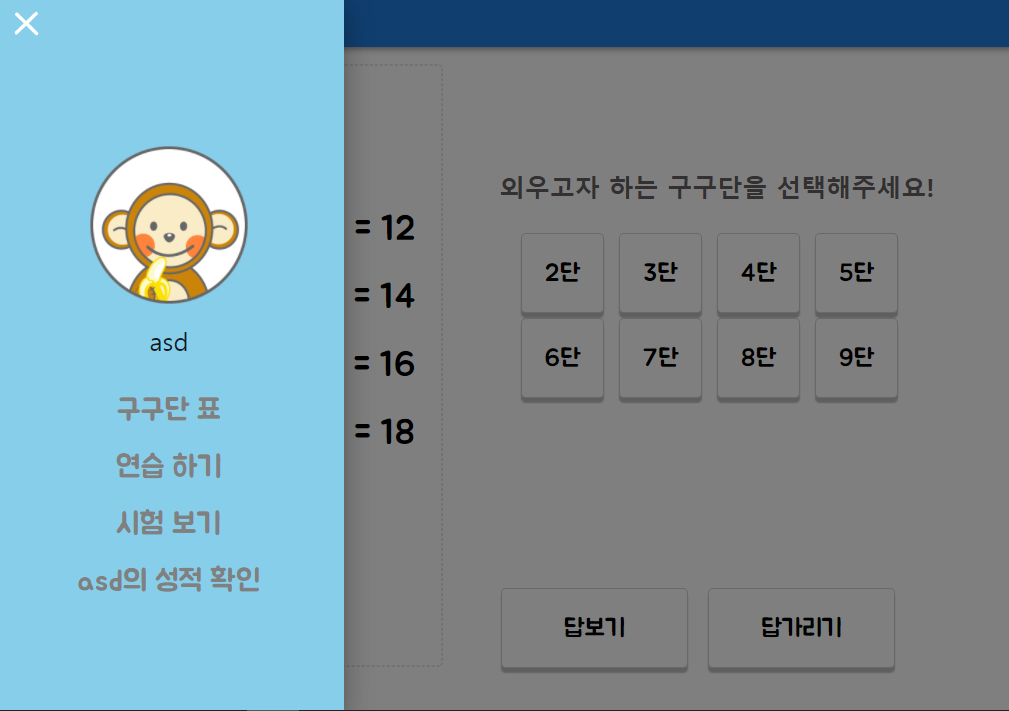 asd
구구단 표
연습 하기
시험 보기
asd의 성적 확인
= 12
= 14
= 16
= 18
외우고자 하는 구구단을 선택해주세요!
2단 3단 4단 5단
6단 7단 8단 9단
답보기 답가리기